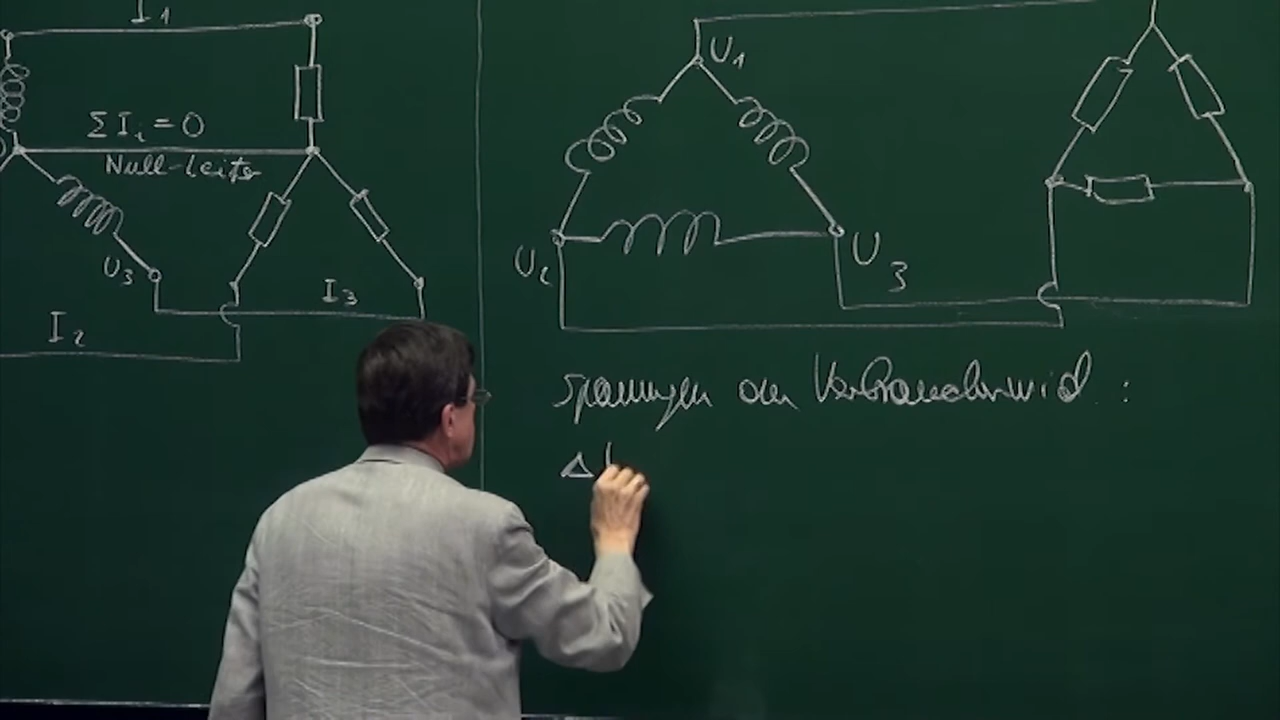 I₁
Σ Iᵢ = 0
Null-Leiter
U₃
I₃
I₂
U₁
U₂
U₃
Spannungen am Verbraucherwid. :
Δ